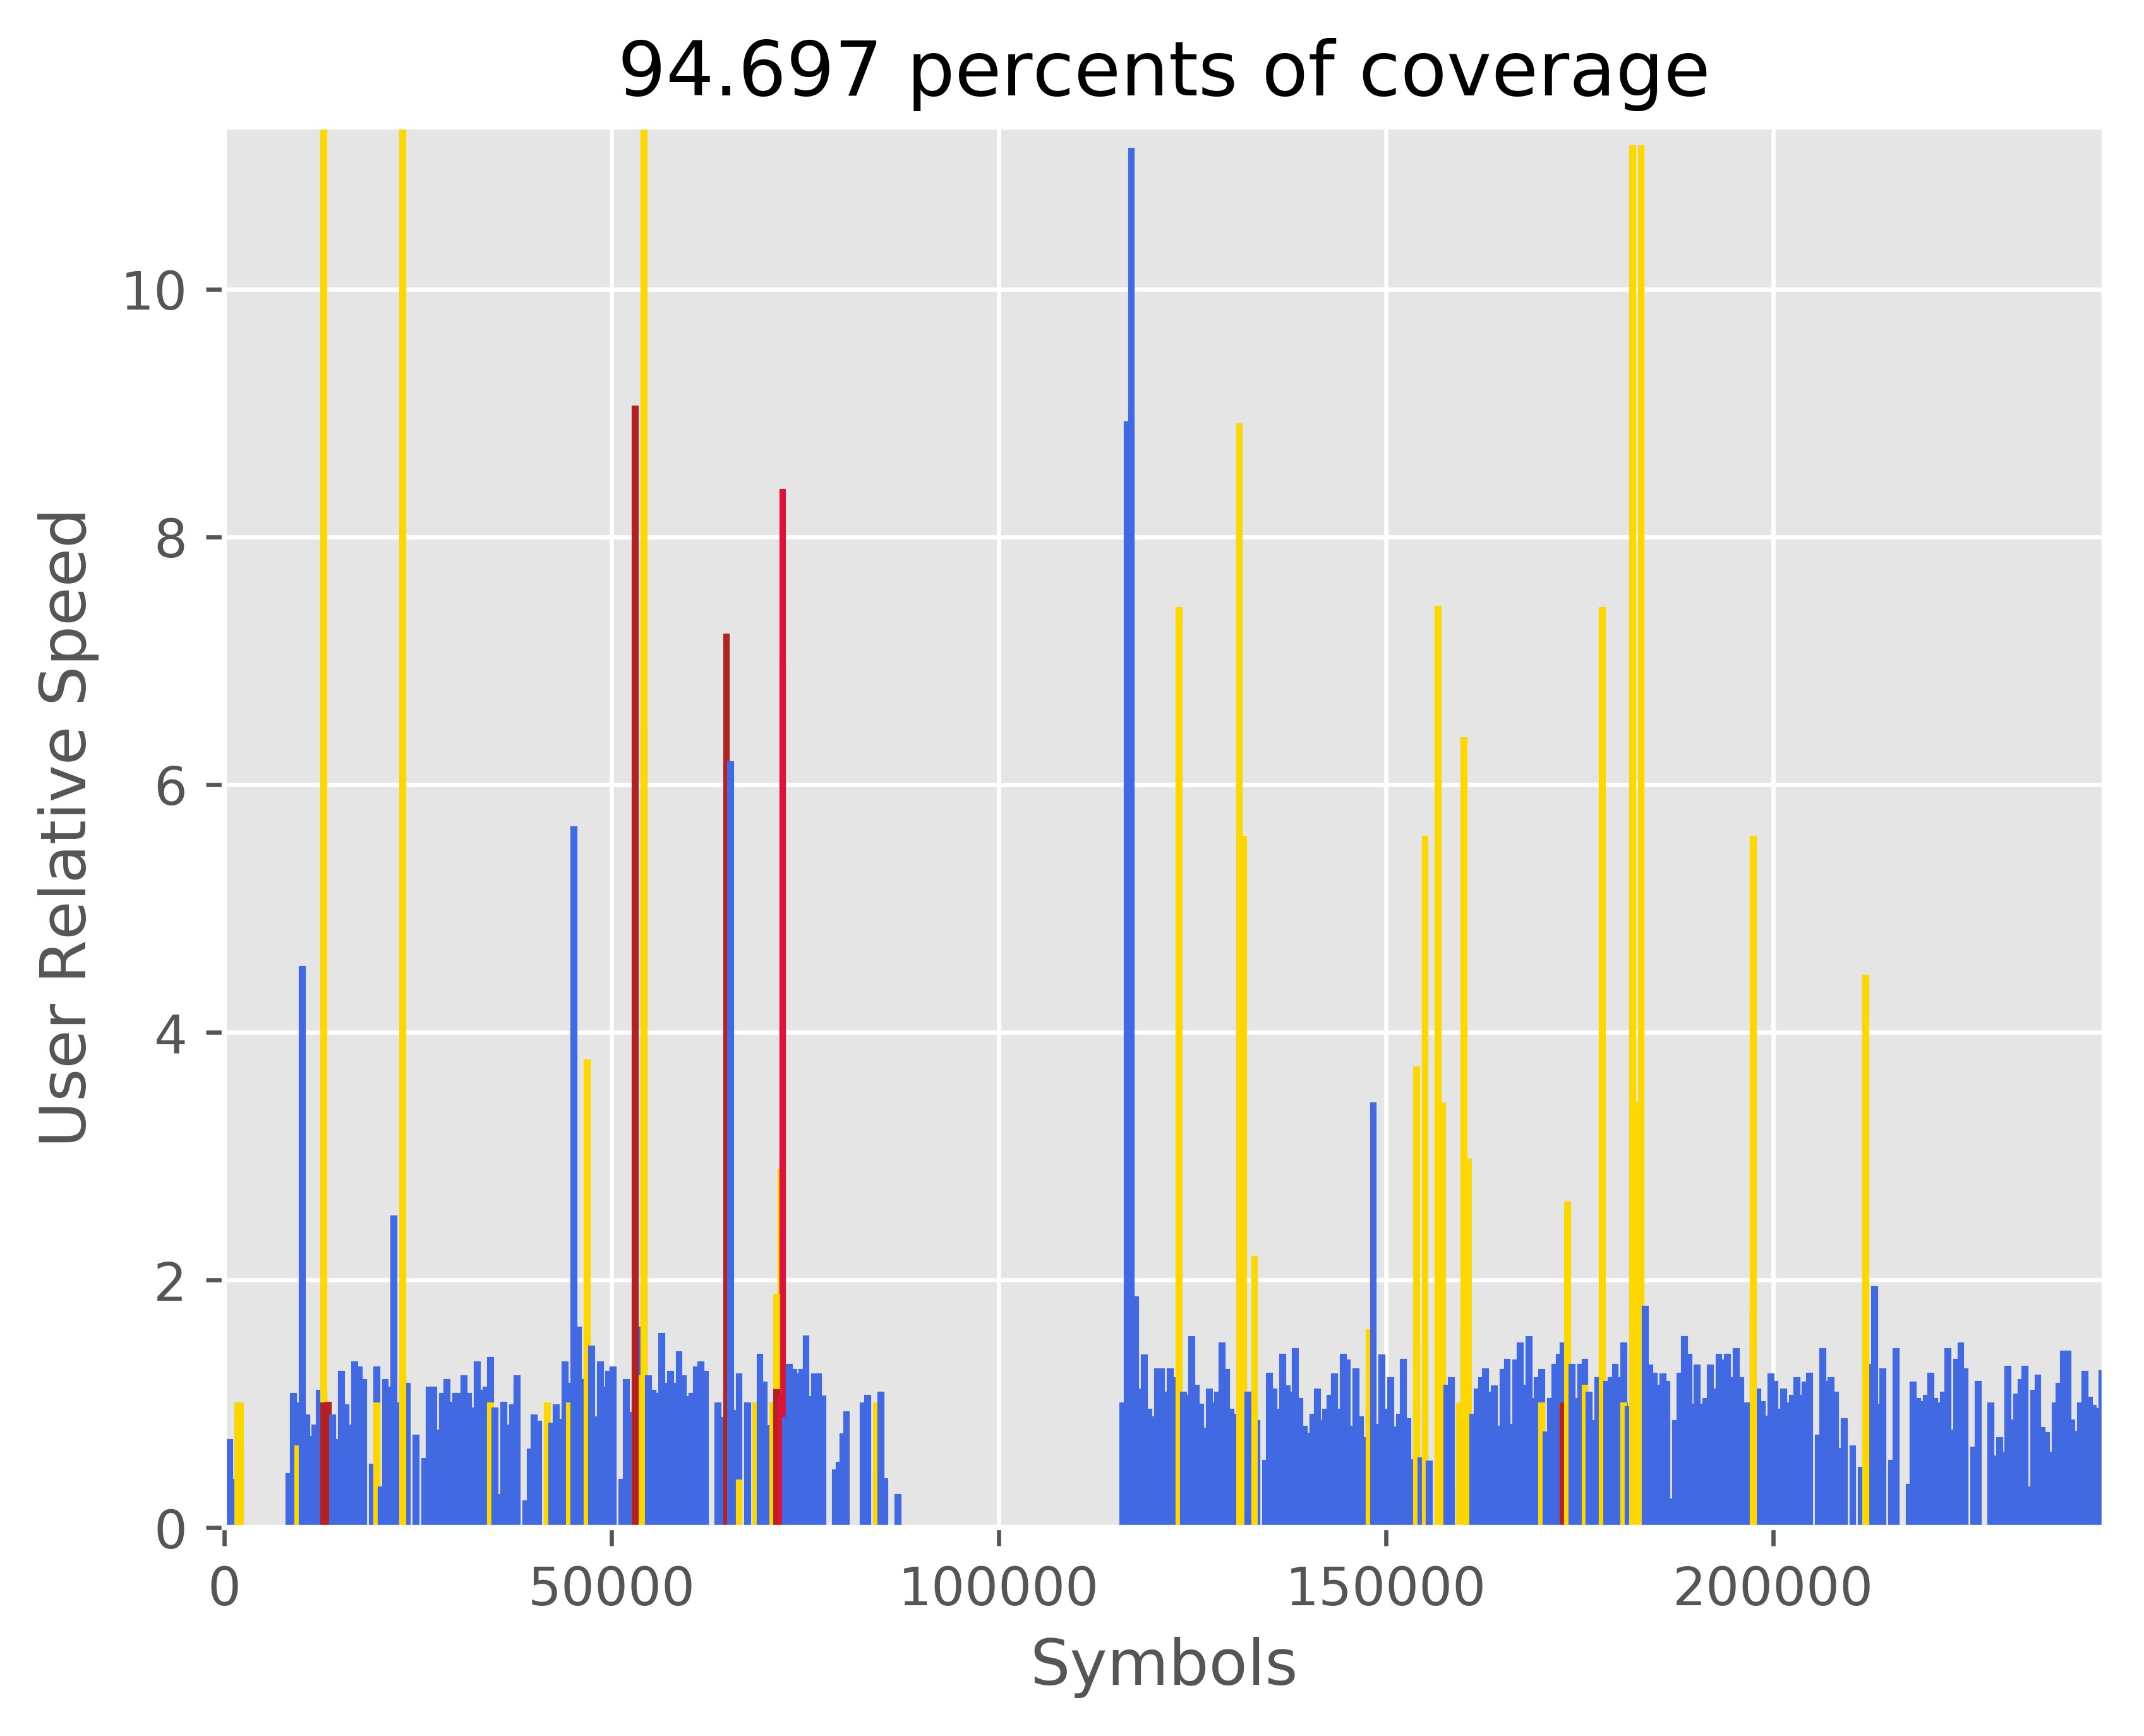 94.697 percents of coverage
User Relative Speed
10
8
6
4
2
0
0 50000 100000 150000 200000
Symbols